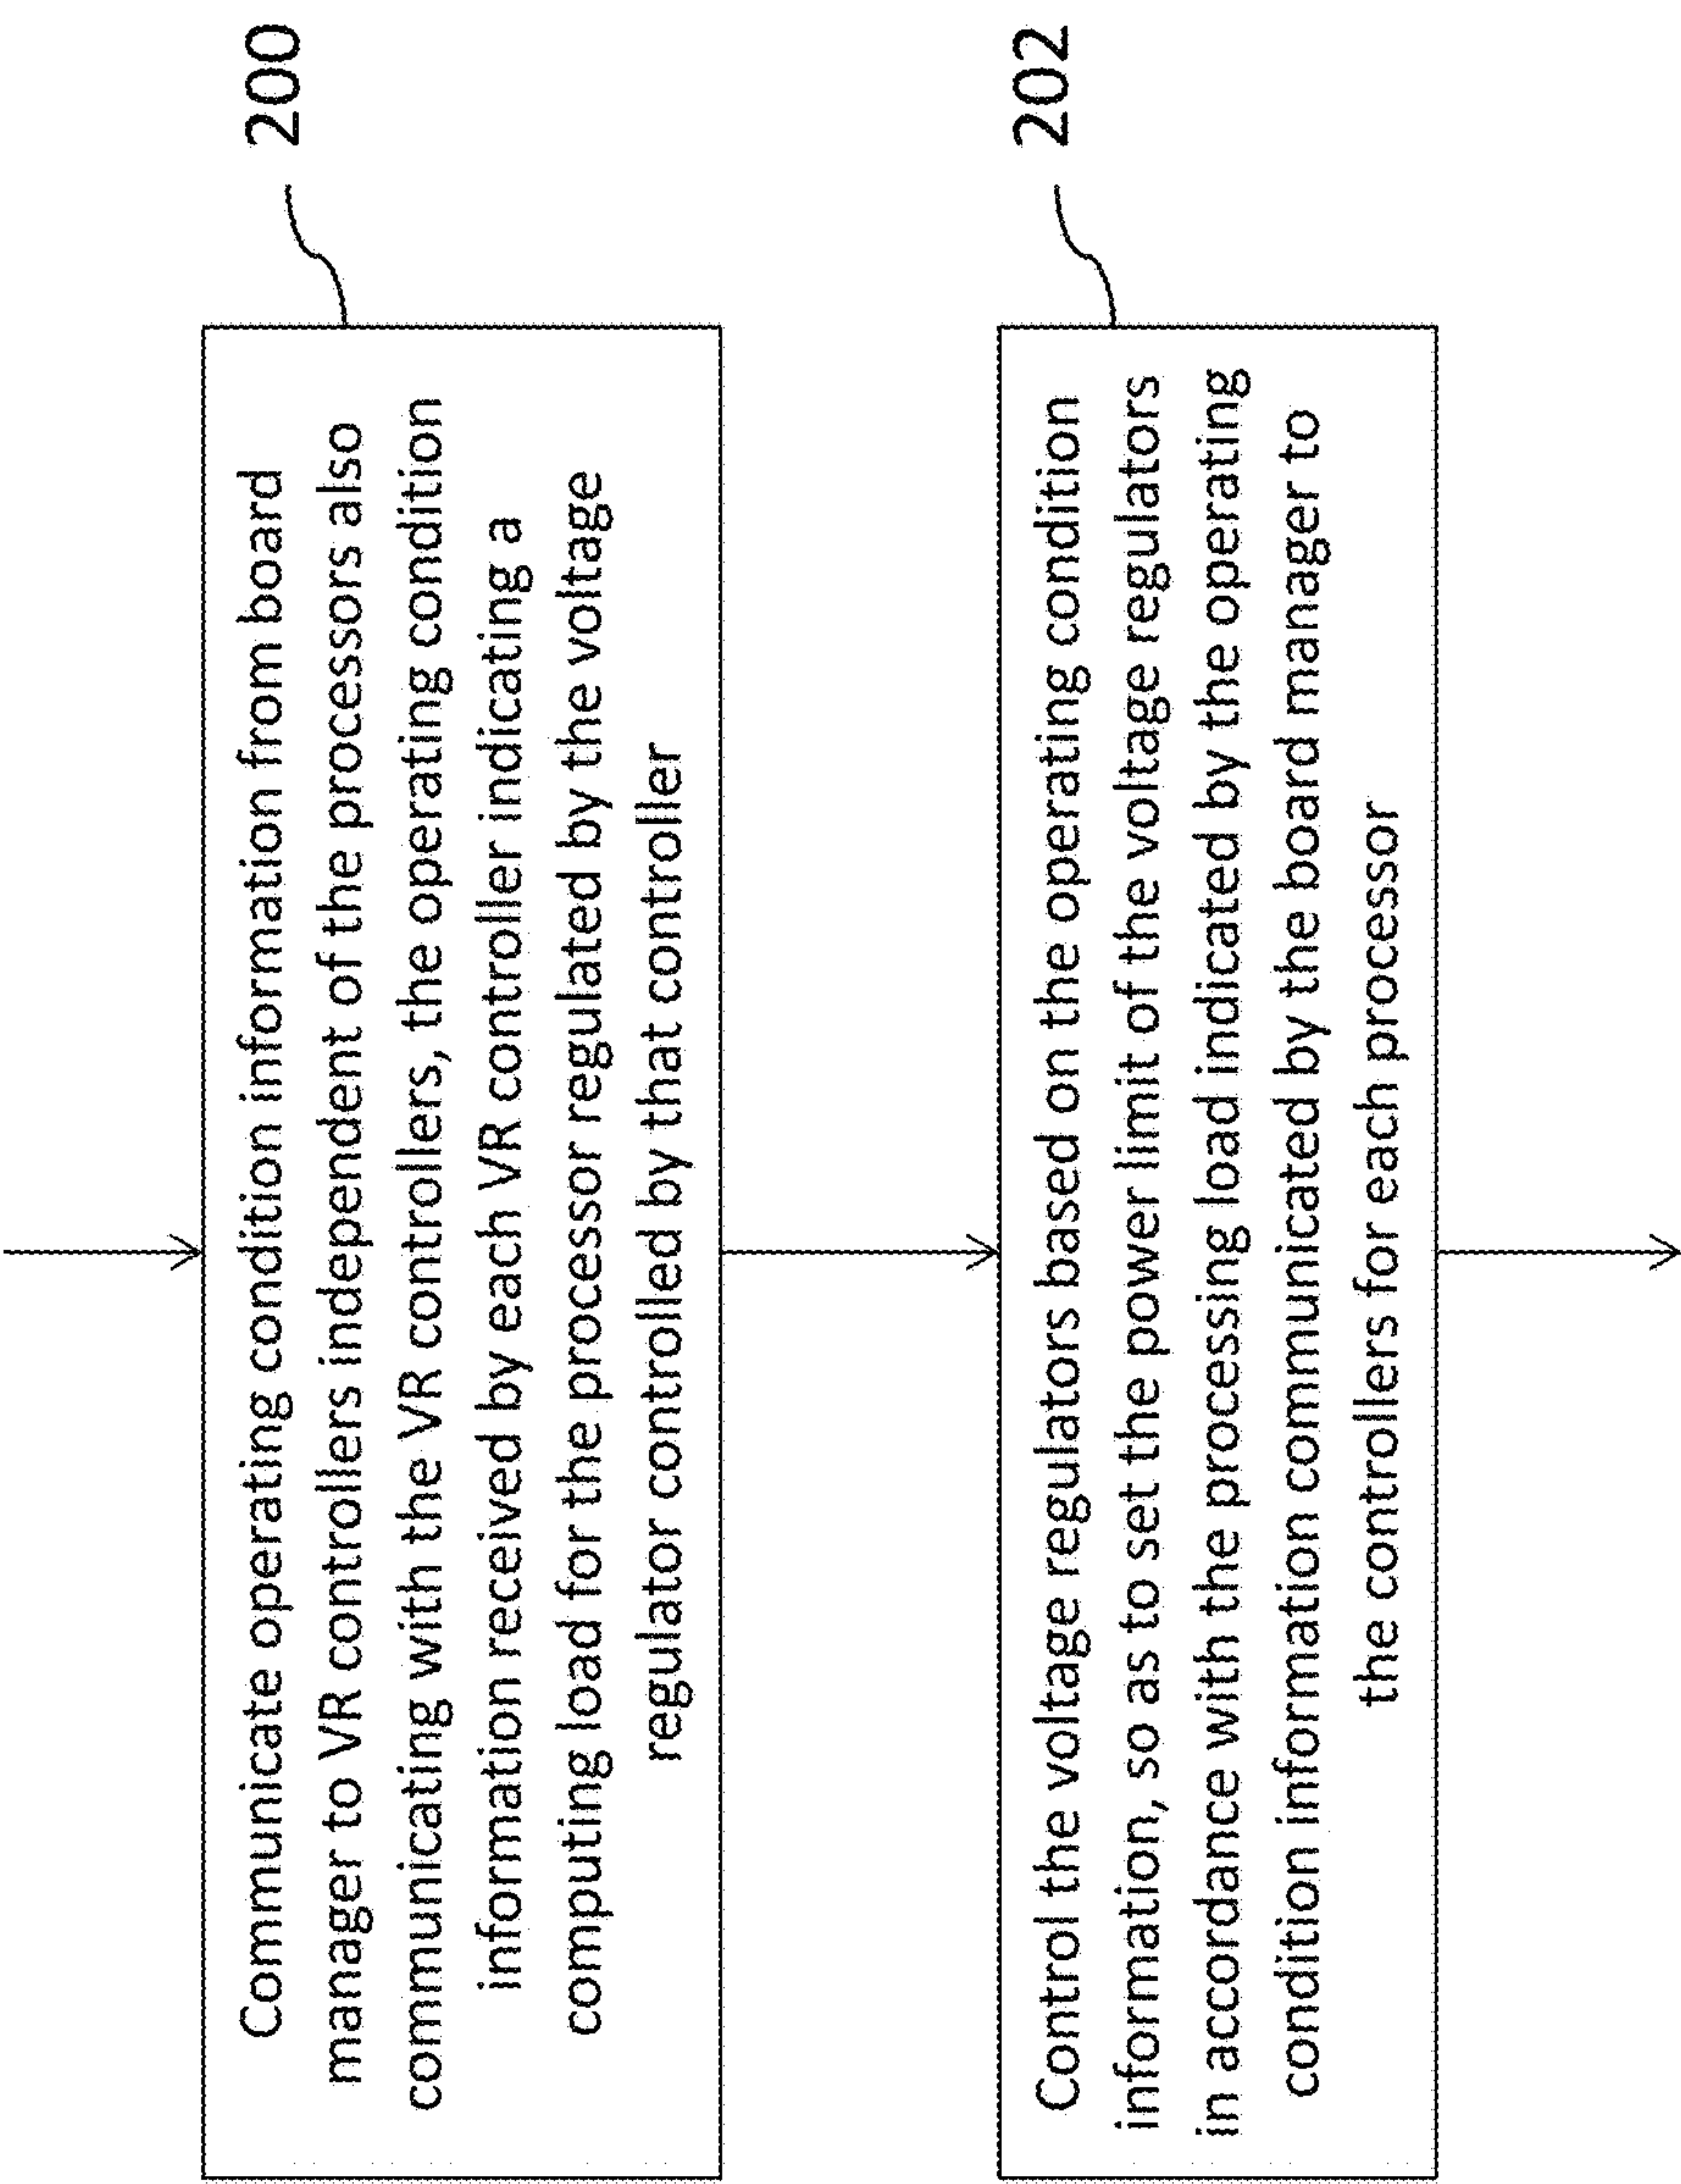 Communicate operating condition information from board
manager to VR controllers independent of the processors also
communicating with the VR controllers, the operating condition
information received by each VR controller indicating a
computing load for the processor regulated by the voltage
regulator controlled by that controller
200
Control the voltage regulators based on the operating condition
information, so as to set the power limit of the voltage regulators
in accordance with the processing load indicated by the operating
condition information communicated by the board manager to
the controllers for each processor
202